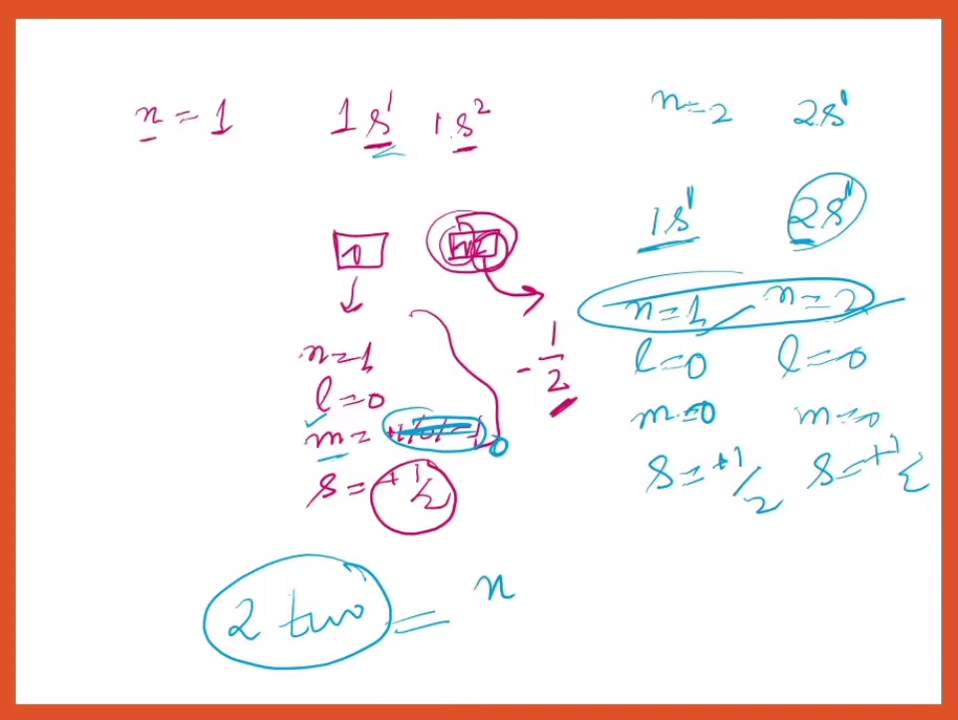 n = 1 1s¹ 1s²
n=2 2s¹
1s¹ 2s¹
n=1 n=2
l=0 l=0
m=0 m=0
s=+1/2 s=+1/2
n=1
l=0
m= 0
s= +1/2
-1/2
2 two = n